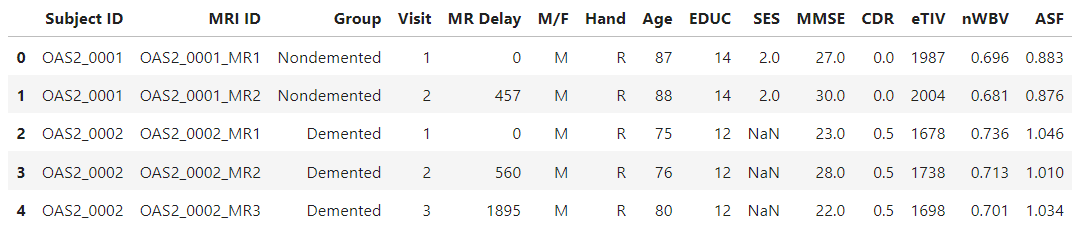 Subject ID MRI ID Group Visit MR Delay M/F Hand Age EDUC SES MMSE CDR eTIV nWBV ASF
0 OAS2_0001 OAS2_0001_MR1 Nondemented 1 0 M R 87 14 2.0 27.0 0.0 1987 0.696 0.883
1 OAS2_0001 OAS2_0001_MR2 Nondemented 2 457 M R 88 14 2.0 30.0 0.0 2004 0.681 0.876
2 OAS2_0002 OAS2_0002_MR1 Demented 1 0 M R 75 12 NaN 23.0 0.5 1678 0.736 1.046
3 OAS2_0002 OAS2_0002_MR2 Demented 2 560 M R 76 12 NaN 28.0 0.5 1738 0.713 1.010
4 OAS2_0002 OAS2_0002_MR3 Demented 3 1895 M R 80 12 NaN 22.0 0.5 1698 0.701 1.034